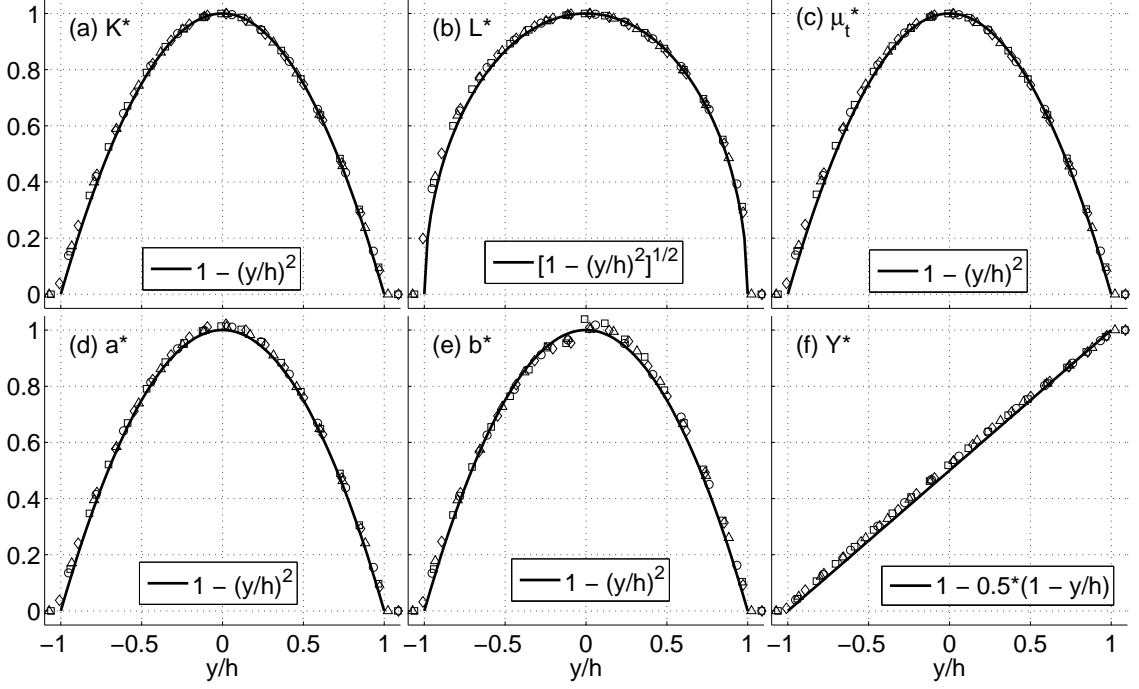 (a) K*
(b) L*
(c) μₜ*
1
0.8
0.6
0.4
0.2
0
1 − (y/h)²
[1 − (y/h)²]^1/2
1 − (y/h)²
(d) a*
(e) b*
(f) Y*
1
0.8
0.6
0.4
0.2
0
1 − (y/h)²
1 − (y/h)²
1 − 0.5*(1 − y/h)
−1 −0.5 0 0.5 1
−1 −0.5 0 0.5 1
−1 −0.5 0 0.5 1
y/h
y/h
y/h